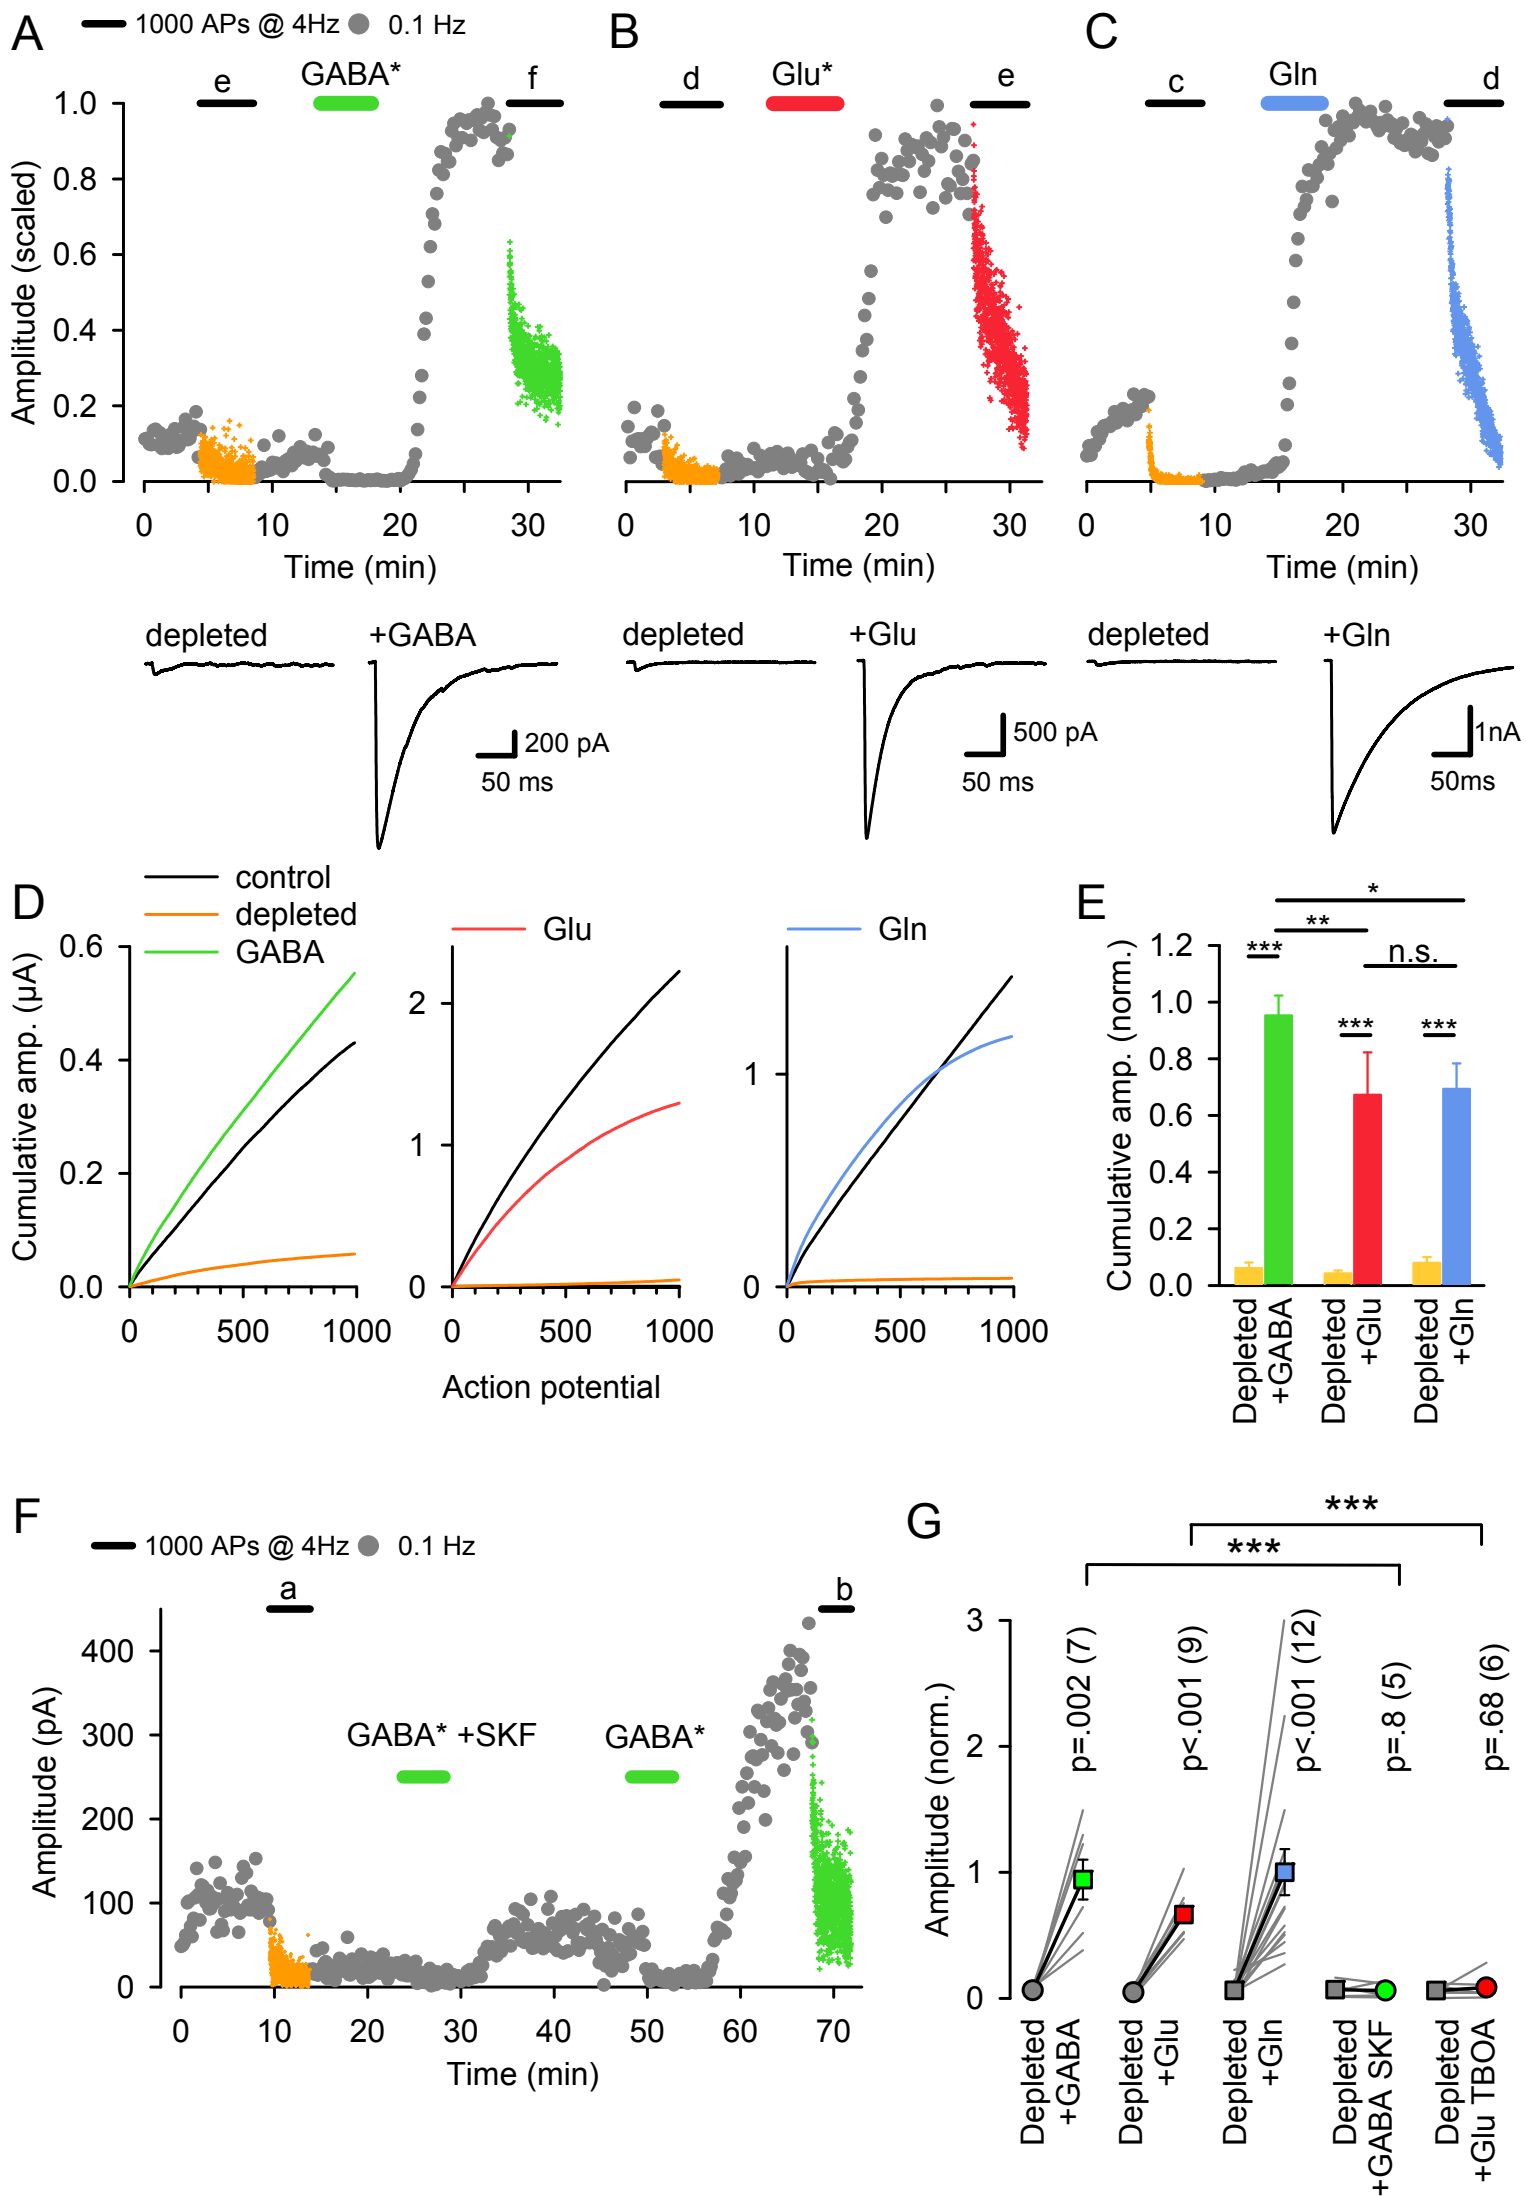 A
1000 APs @ 4Hz
0.1 Hz
B
C
e
GABA*
f
d
Glu*
e
c
Gln
d
Amplitude (scaled)
1.0
0.8
0.6
0.4
0.2
0.0
0 10 20 30
0 10 20 30
0 10 20 30
Time (min)
Time (min)
Time (min)
depleted
+GABA
200 pA
50 ms
depleted
+Glu
500 pA
50 ms
depleted
+Gln
1nA
50ms
D
control
depleted
GABA
Glu
Gln
Cumulative amp. (µA)
0.6
0.4
0.2
0.0
0 500 1000
2
1
0
0 500 1000
1
0
0 500 1000
Action potential
E
*
**
***
n.s.
***
***
Cumulative amp. (norm.)
1.2
1.0
0.8
0.6
0.4
0.2
0.0
Depleted
+GABA
Depleted
+Glu
Depleted
+Gln
F
1000 APs @ 4Hz
0.1 Hz
a
b
GABA* +SKF
GABA*
Amplitude (pA)
400
300
200
100
0
0 10 20 30 40 50 60 70
Time (min)
G
***
***
Amplitude (norm.)
3
2
1
0
p=.002 (7)
p<.001 (9)
p<.001 (12)
p=.8 (5)
p=.68 (6)
Depleted
+GABA
Depleted
+Glu
Depleted
+Gln
Depleted
+GABA SKF
Depleted
+Glu TBOA